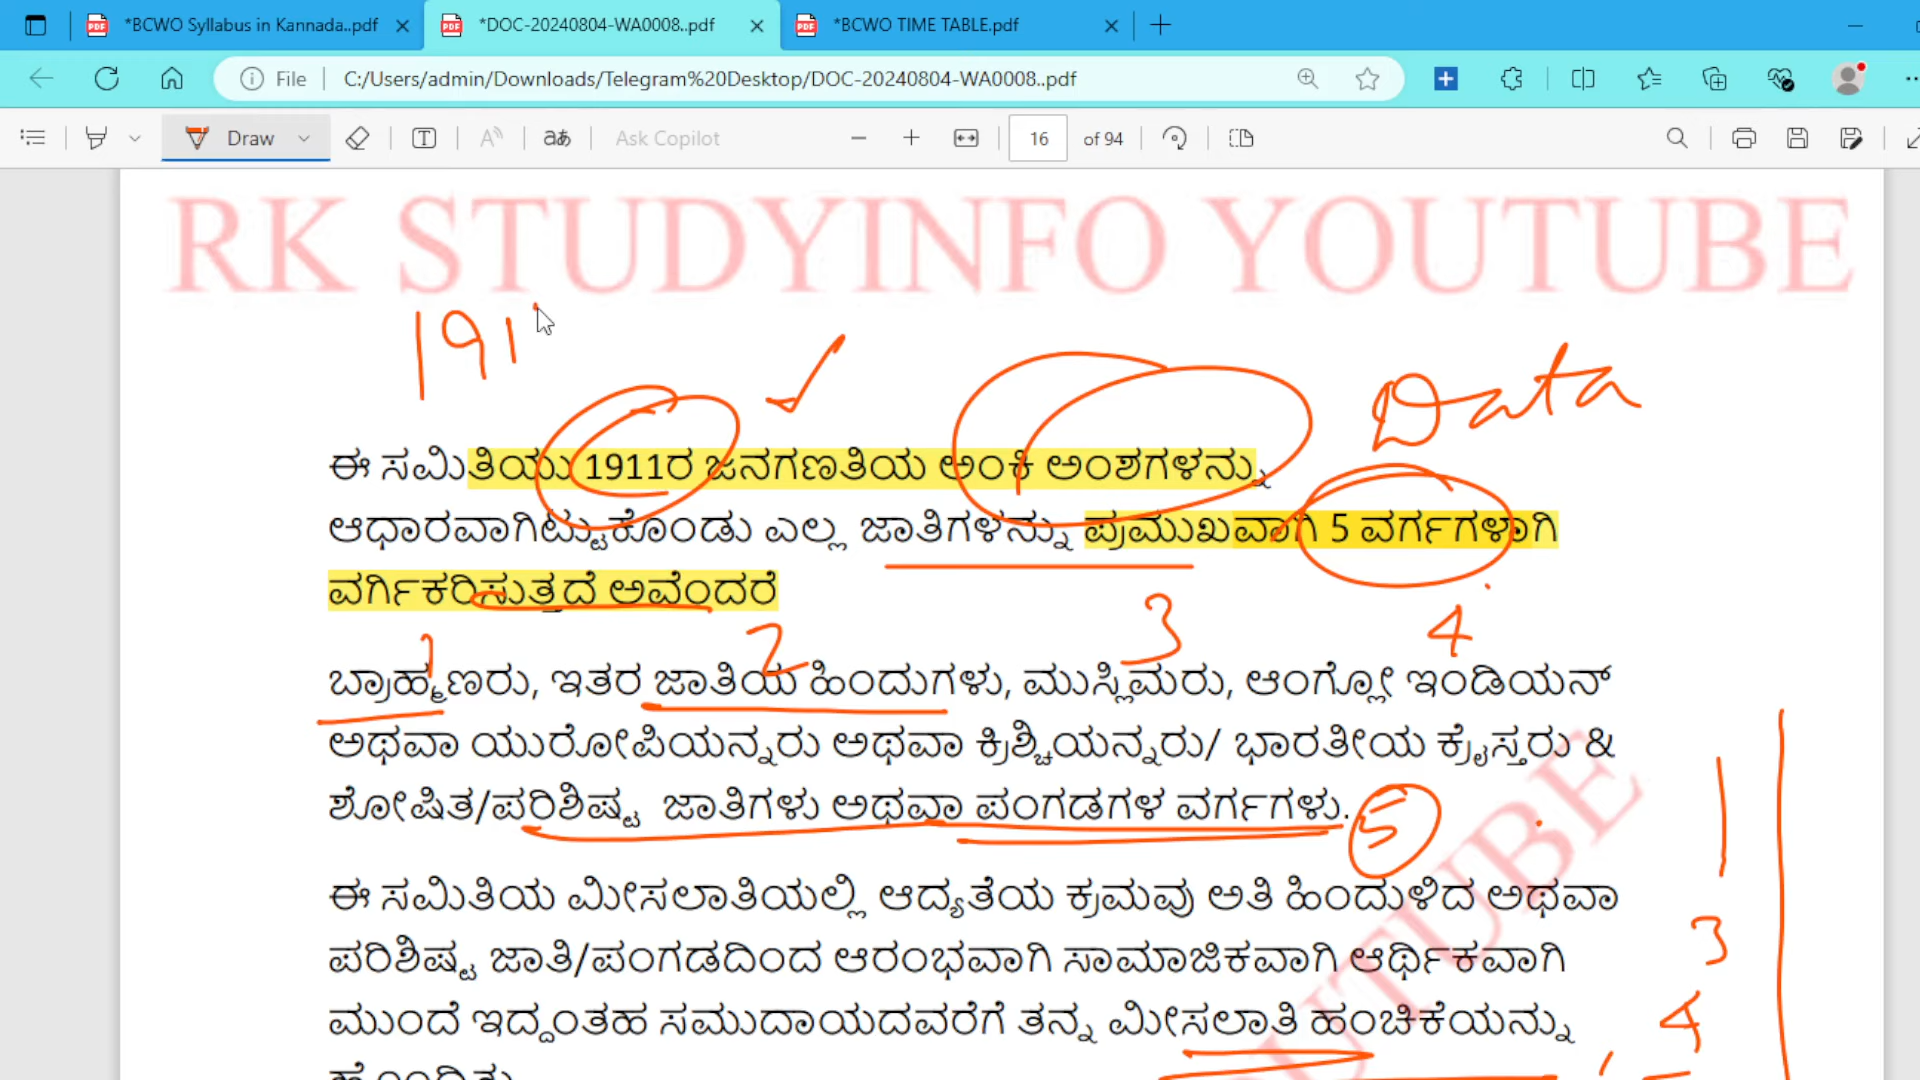 *BCWO Syllabus in Kannada..pdf
*DOC-20240804-WA0008..pdf
*BCWO TIME TABLE.pdf
File
C:/Users/admin/Downloads/Telegram%20Desktop/DOC-20240804-WA0008..pdf
Draw
Ask Copilot
16 of 94
RK STUDYINFO YOUTUBE
191
Data
ಈ ಸಮಿತಿಯು 1911ರ ಜನಗಣತಿಯ ಅಂಕಿ ಅಂಶಗಳನ್ನು
ಆಧಾರವಾಗಿಟ್ಟುಕೊಂಡು ಎಲ್ಲ ಜಾತಿಗಳನ್ನು ಪ್ರಮುಖವಾಗಿ 5 ವರ್ಗಗಳಾಗಿ
ವರ್ಗಿಕರಿಸುತ್ತದೆ ಅವೆಂದರೆ
1 2 3 4
ಬ್ರಾಹ್ಮಣರು, ಇತರ ಜಾತಿಯ ಹಿಂದುಗಳು, ಮುಸ್ಲಿಮರು, ಆಂಗ್ಲೋ ಇಂಡಿಯನ್
ಅಥವಾ ಯುರೋಪಿಯನ್ನರು ಅಥವಾ ಕ್ರಿಶ್ಚಿಯನ್ನರು/ ಭಾರತೀಯ ಕ್ರೈಸ್ತರು &
ಶೋಷಿತ/ಪರಿಶಿಷ್ಟ ಜಾತಿಗಳು ಅಥವಾ ಪಂಗಡಗಳ ವರ್ಗಗಳು.
5
1
ಈ ಸಮಿತಿಯ ಮೀಸಲಾತಿಯಲ್ಲಿ ಆದ್ಯತೆಯ ಕ್ರಮವು ಅತಿ ಹಿಂದುಳಿದ ಅಥವಾ
ಪರಿಶಿಷ್ಟ ಜಾತಿ/ಪಂಗಡದಿಂದ ಆರಂಭವಾಗಿ ಸಾಮಾಜಿಕವಾಗಿ ಆರ್ಥಿಕವಾಗಿ
3
ಮುಂದೆ ಇದ್ದಂತಹ ಸಮುದಾಯದವರೆಗೆ ತನ್ನ ಮೀಸಲಾತಿ ಹಂಚಿಕೆಯನ್ನು
4
UTUBE